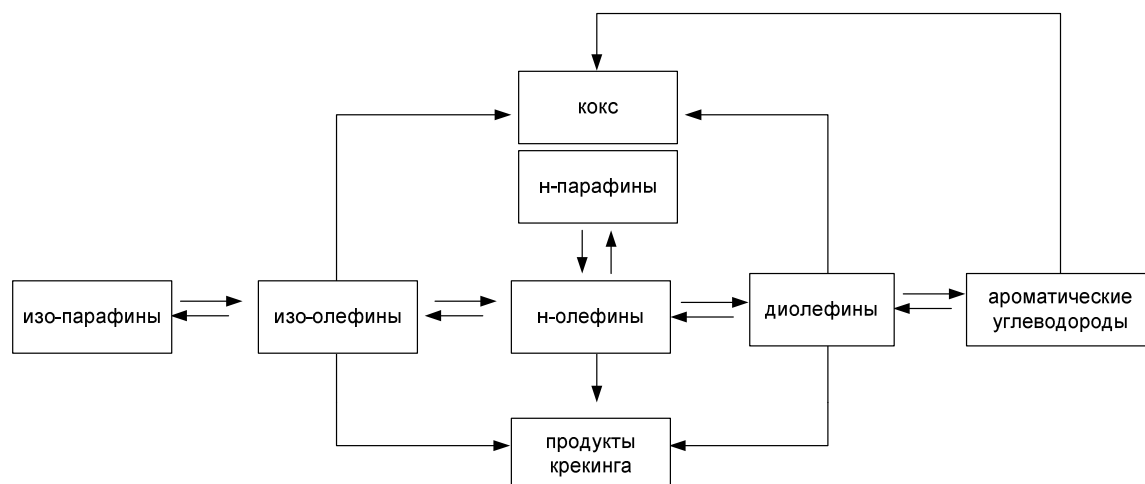 кокс
н-парафины
изо-парафины
изо-олефины
н-олефины
диолефины
ароматические
углеводороды
продукты
крекинга